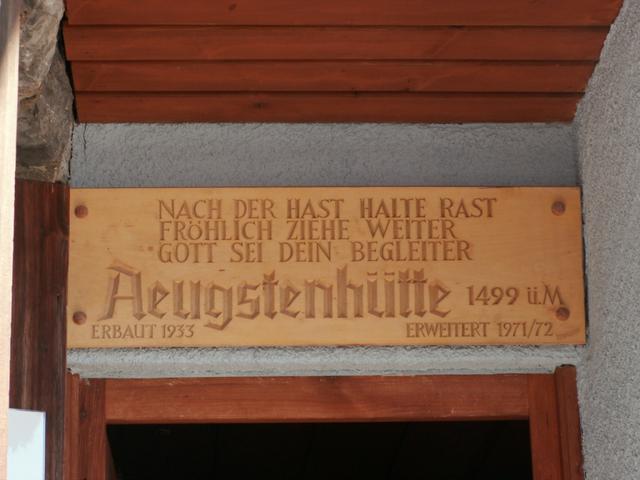 NACH DER HAST HALTE RAST
FRÖHLICH ZIEHE WEITER
GOTT SEI DEIN BEGLEITER
Aeugstenhütte 1499 ü.M
ERBAUT 1933 ERWEITERT 1971/72